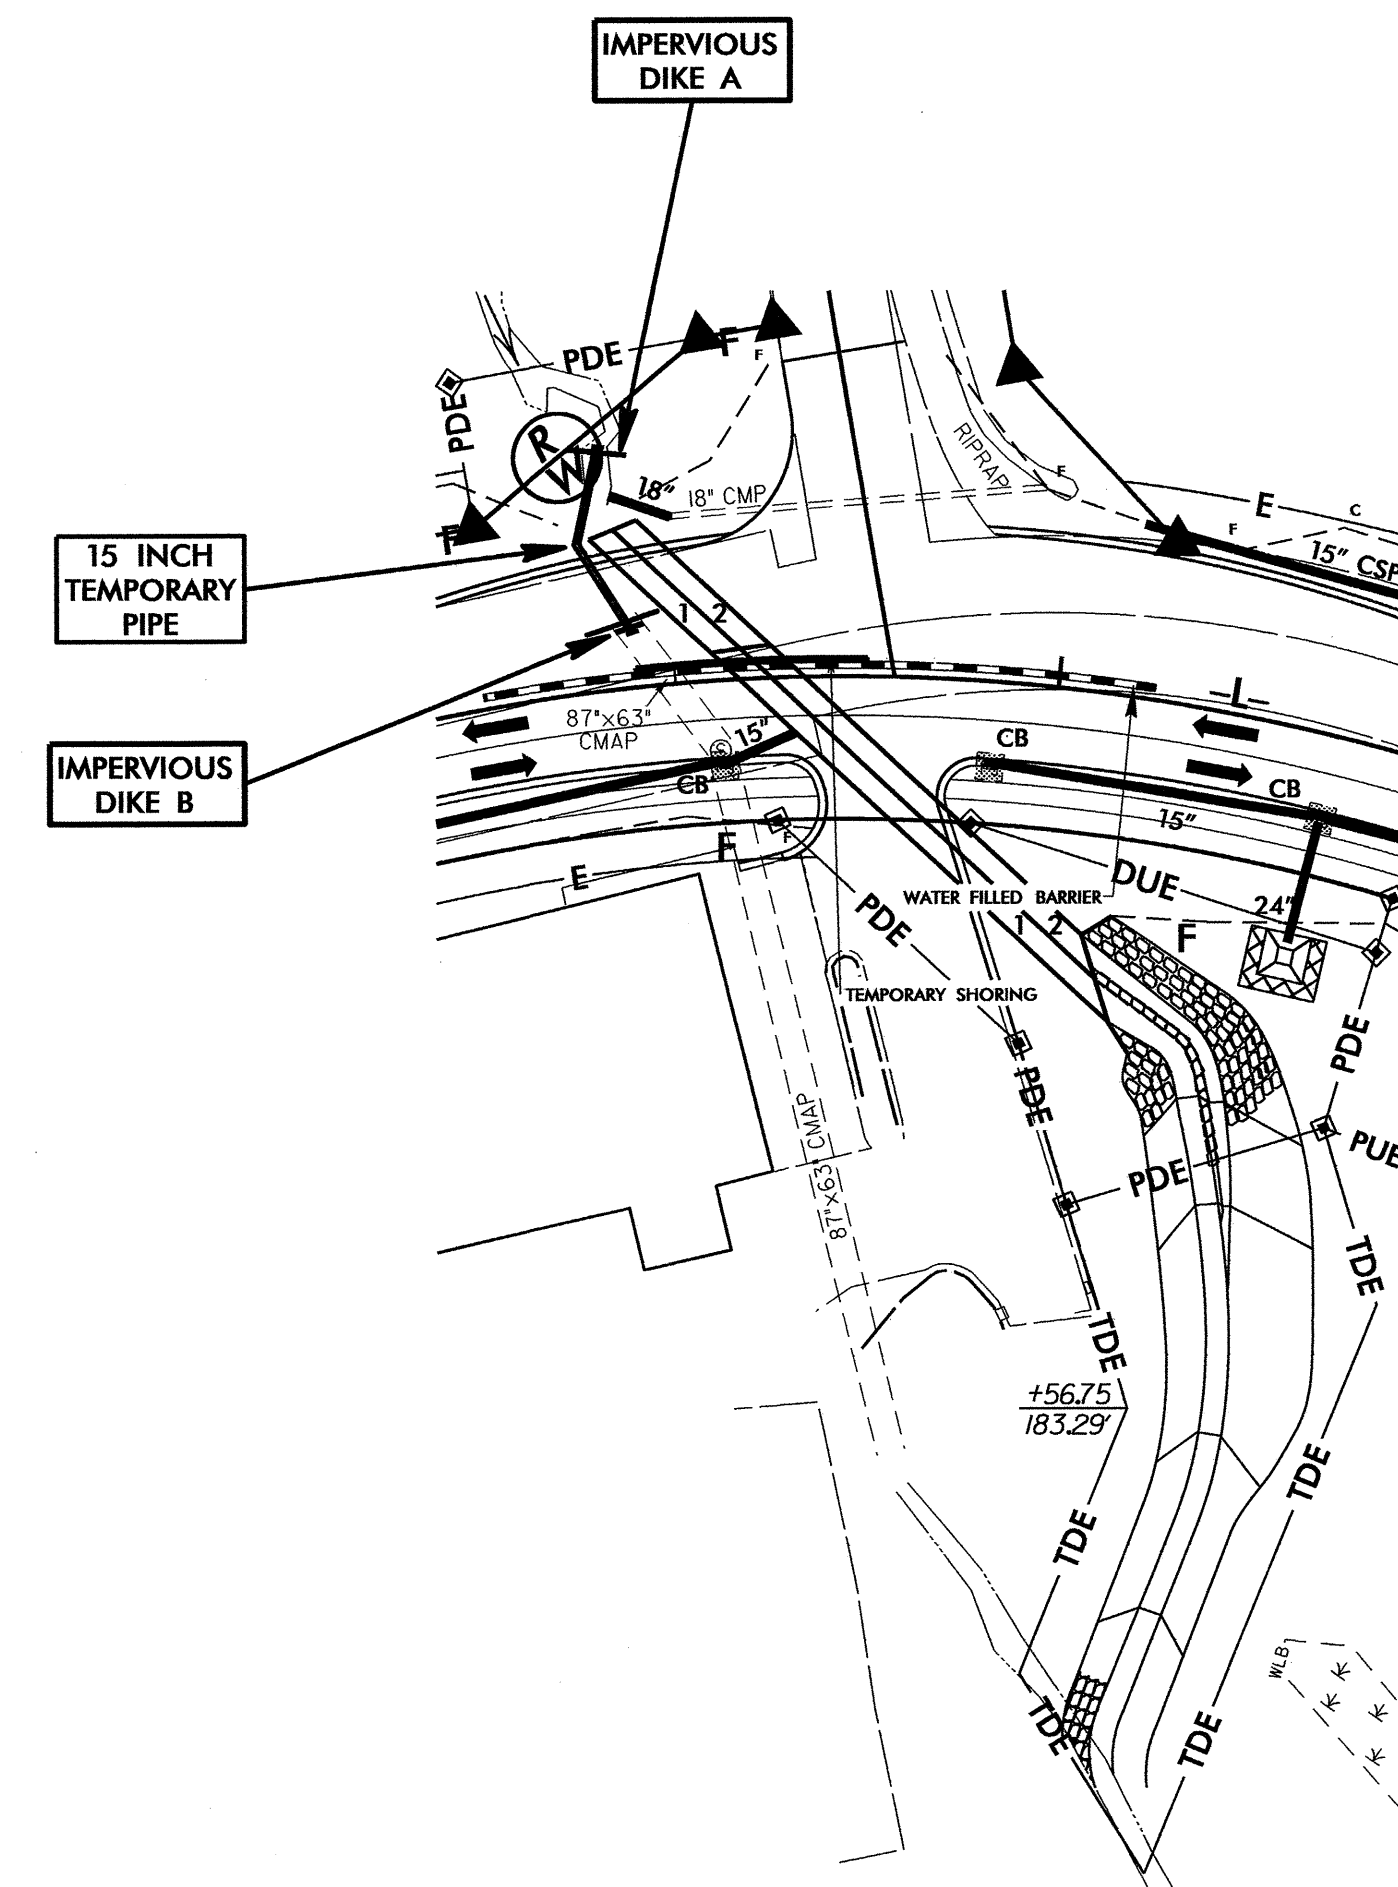 IMPERVIOUS
DIKE A
PDE
F
F
PDE
R
W
RIPRAP
F
18"
18" CMP
E
C
F
F
15" CSP
15 INCH
TEMPORARY
PIPE
1 2
L
87"x63"
CMAP
S
15"
CB
CB
CB
IMPERVIOUS
DIKE B
15"
F
F
E
DUE
WATER FILLED BARRIER
24"
PDE
1 2
F
TEMPORARY SHORING
PDE
PDE
87"x63" CMAP
PDE
PUE
TDE
TDE
+56.75
183.29'
TDE
TDE
WLB
TDE
TDE